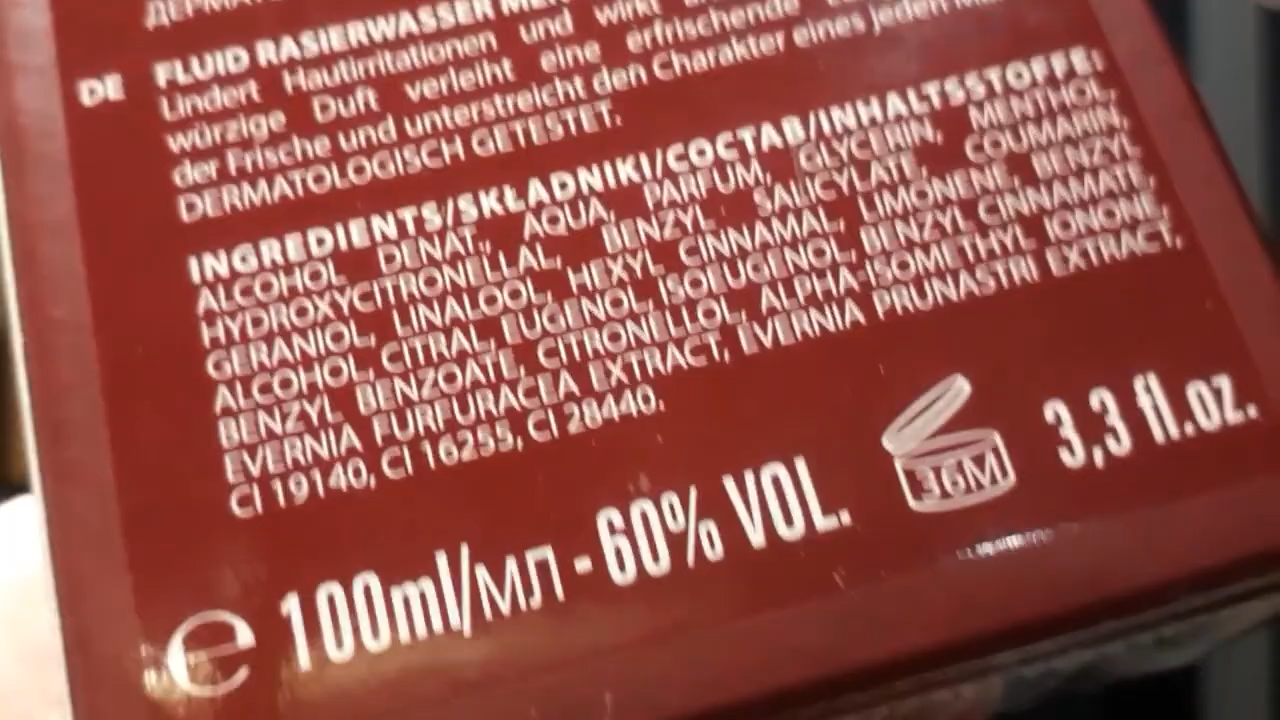 DE FLUID RASIERWASSER
Lindert Hautirritationen und wirkt
würzige Duft verleiht eine erfrischende
der Frische und unterstreicht den Charakter eines jeden
DERMATOLOGISCH GETESTET.
INGREDIENTS/SKŁADNIKI/СОСТАВ/INHALTSSTOFFE:
ALCOHOL DENAT., AQUA, PARFUM, GLYCERIN, MENTHOL,
HYDROXYCITRONELLAL, BENZYL SALICYLATE, COUMARIN,
GERANIOL, LINALOOL, HEXYL CINNAMAL, LIMONENE, BENZYL
ALCOHOL, CITRAL, EUGENOL, ISOEUGENOL, BENZYL CINNAMATE,
BENZYL BENZOATE, CITRONELLOL, ALPHA-ISOMETHYL IONONE,
EVERNIA FURFURACEA EXTRACT, EVERNIA PRUNASTRI EXTRACT,
CI 19140, CI 16255, CI 28440.
36M
3,3 fl.oz.
e 100ml/МЛ - 60% VOL.